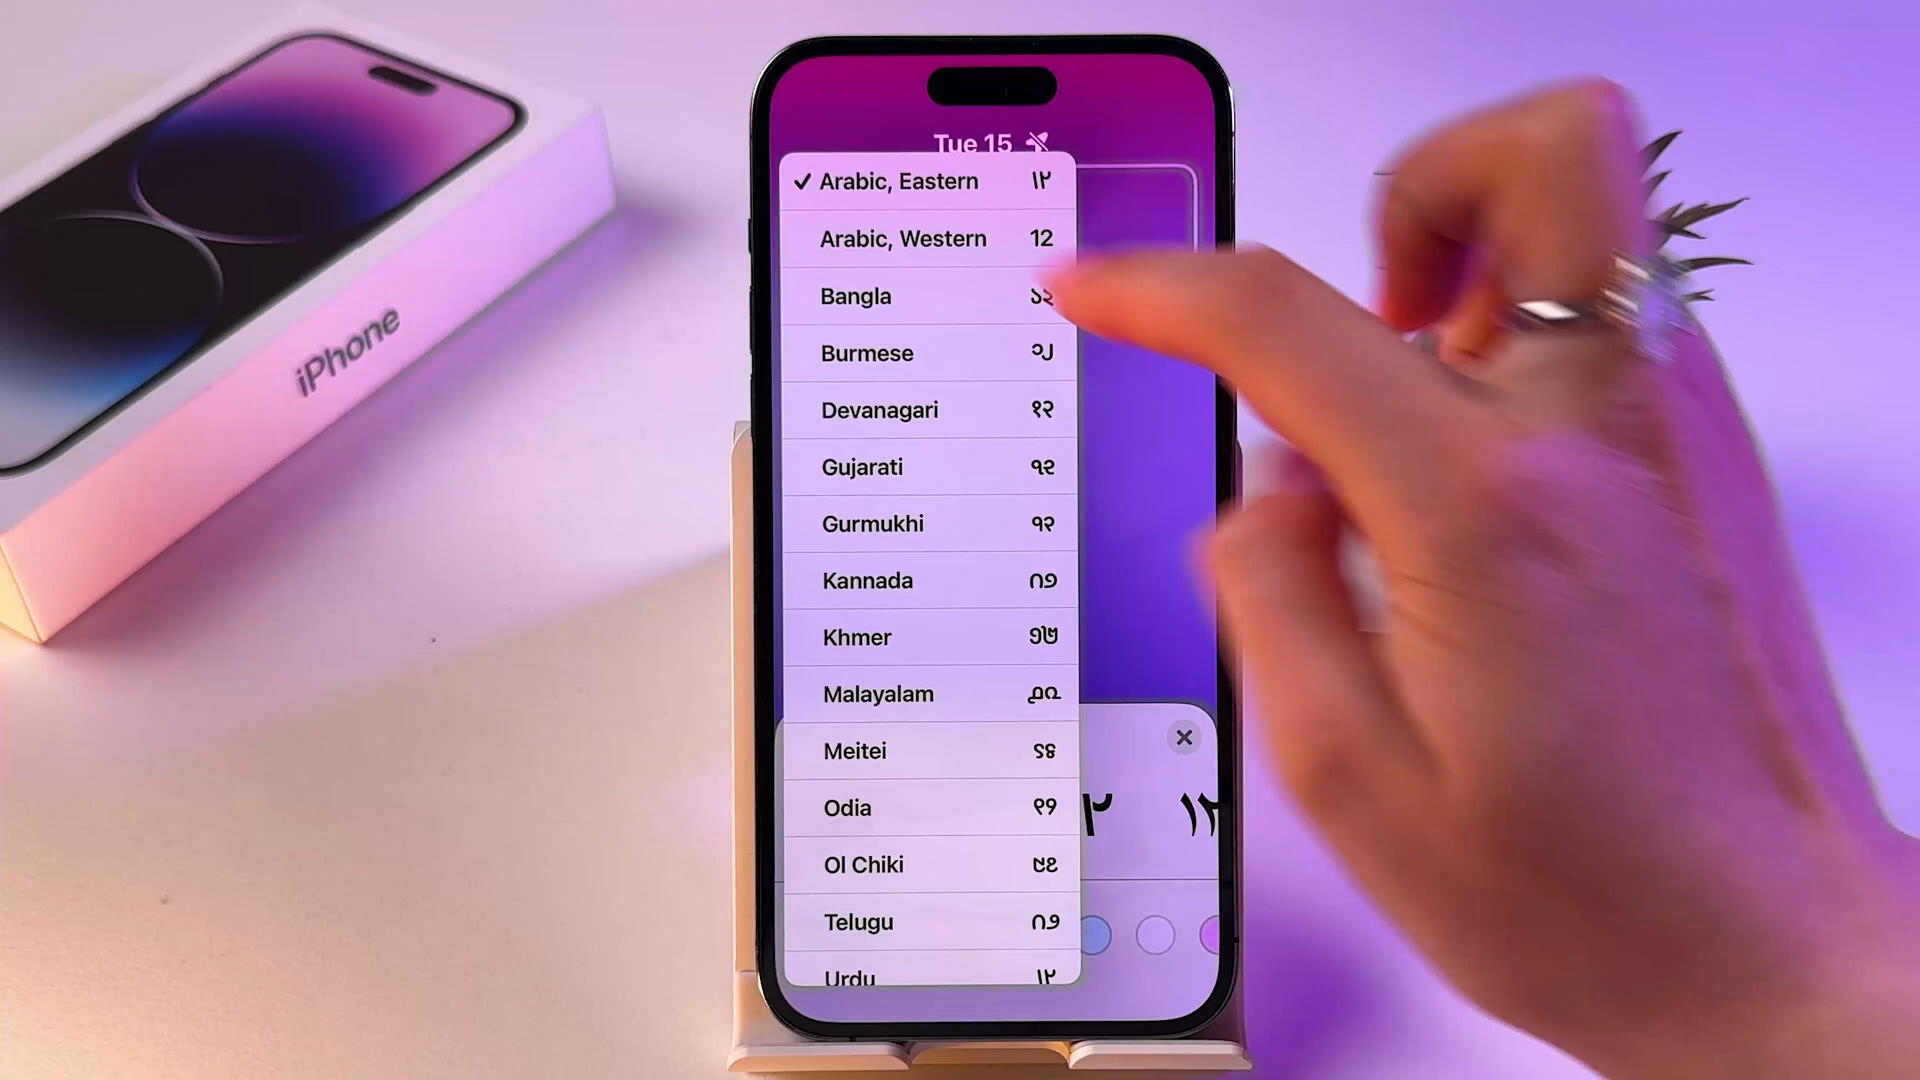 iPhone
Tue 15
✓ Arabic, Eastern ١٢
Arabic, Western 12
Bangla ১২
Burmese ၁၂
Devanagari १२
Gujarati ૧૨
Gurmukhi ੧੨
Kannada ೧೨
Khmer ១២
Malayalam ൧൨
Meitei ꯱꯲
Odia ୧୨
Ol Chiki ᱑᱒
Telugu ౧౨
Urdu ۱۲
١٢